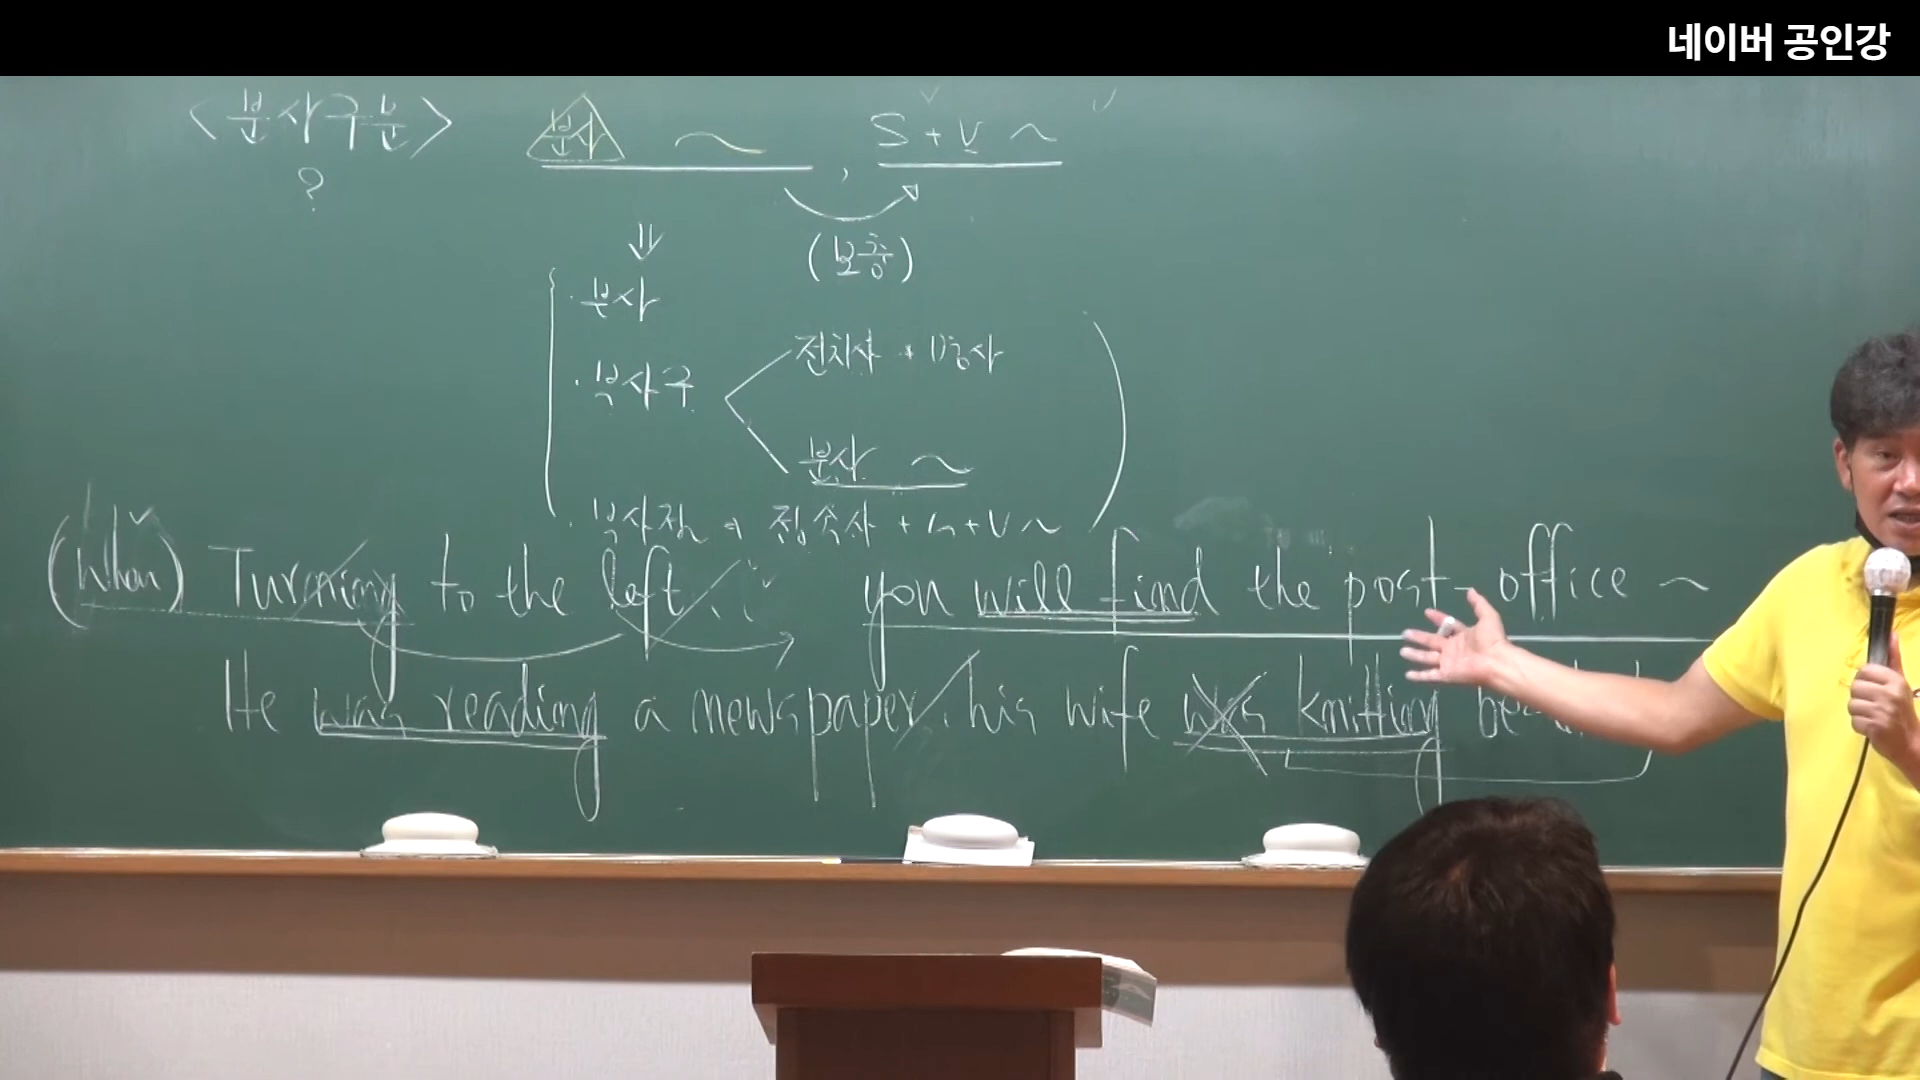 네이버 공인강
<분사구문> 분사 ~ , S + V ~
?
(보충)
· 분사
· 부사구 전치사 + 명사
분사 ~
· 부사절 → 접속사 + S + V ~
(When) Turning to the left, you will find the post-office ~
He was reading a newspaper, his wife was knitting